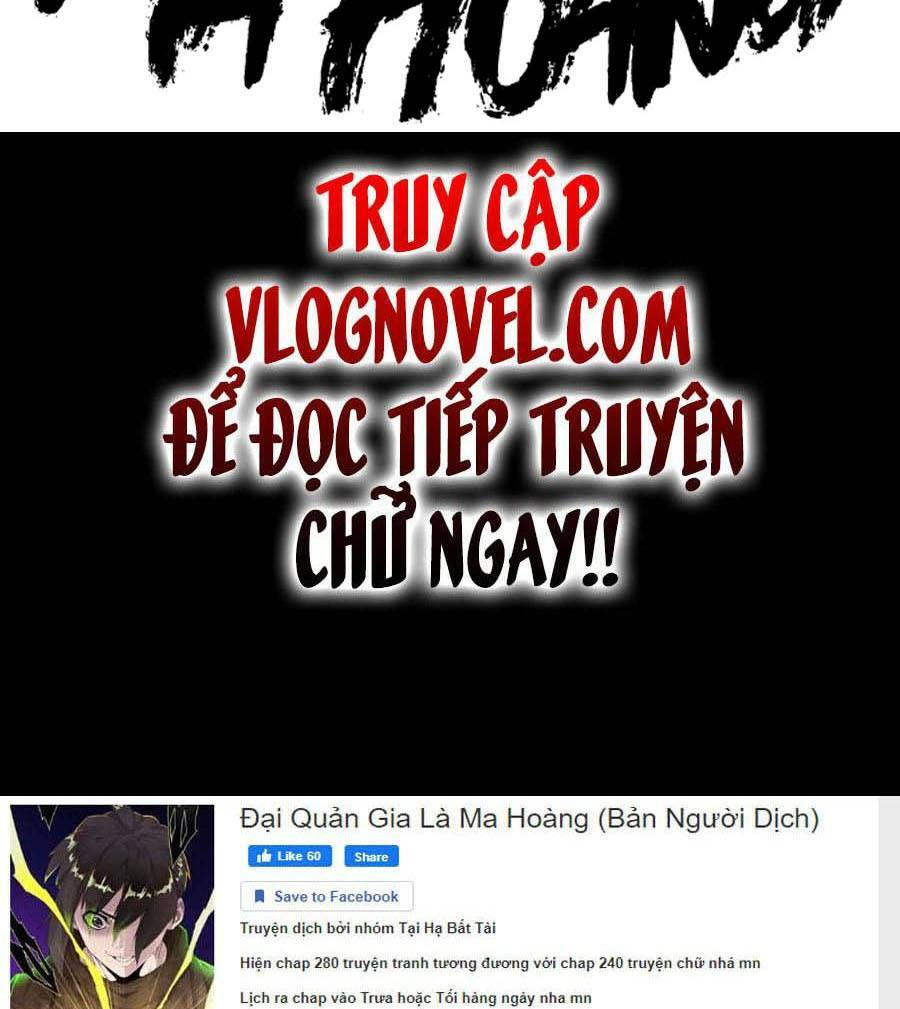 MA HOÀNG
TRUY CẬP
VLOGNOVEL.COM
ĐỂ ĐỌC TIẾP TRUYỆN
CHỮ NGAY!!
Đại Quản Gia Là Ma Hoàng (Bản Người Dịch)
Like 60
Share
Save to Facebook
Truyện dịch bởi nhóm Tại Hạ Bất Tài
Hiện chap 280 truyện tranh tương đương với chap 240 truyện chữ nhá mn
Lịch ra chap vào Trưa hoặc Tối hàng ngày nha mn